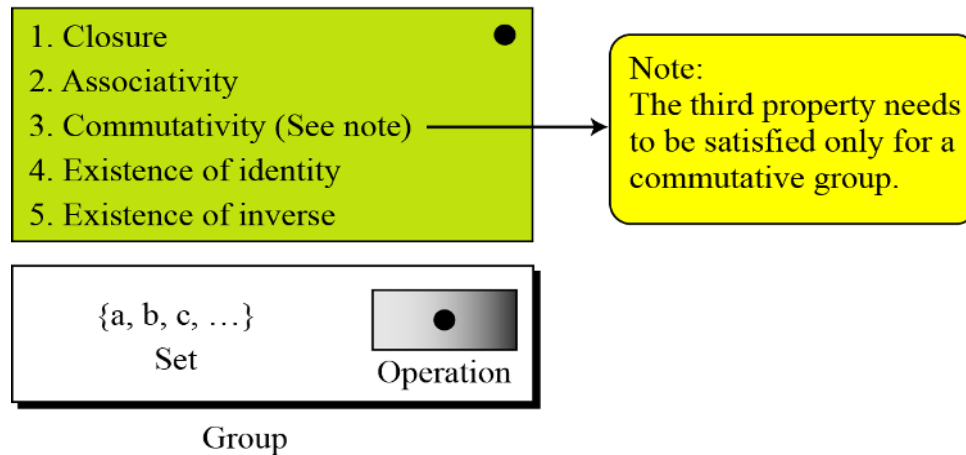 1. Closure
2. Associativity
3. Commutativity (See note)
4. Existence of identity
5. Existence of inverse
Note:
The third property needs
to be satisfied only for a
commutative group.
{a, b, c, …}
Set
Operation
Group